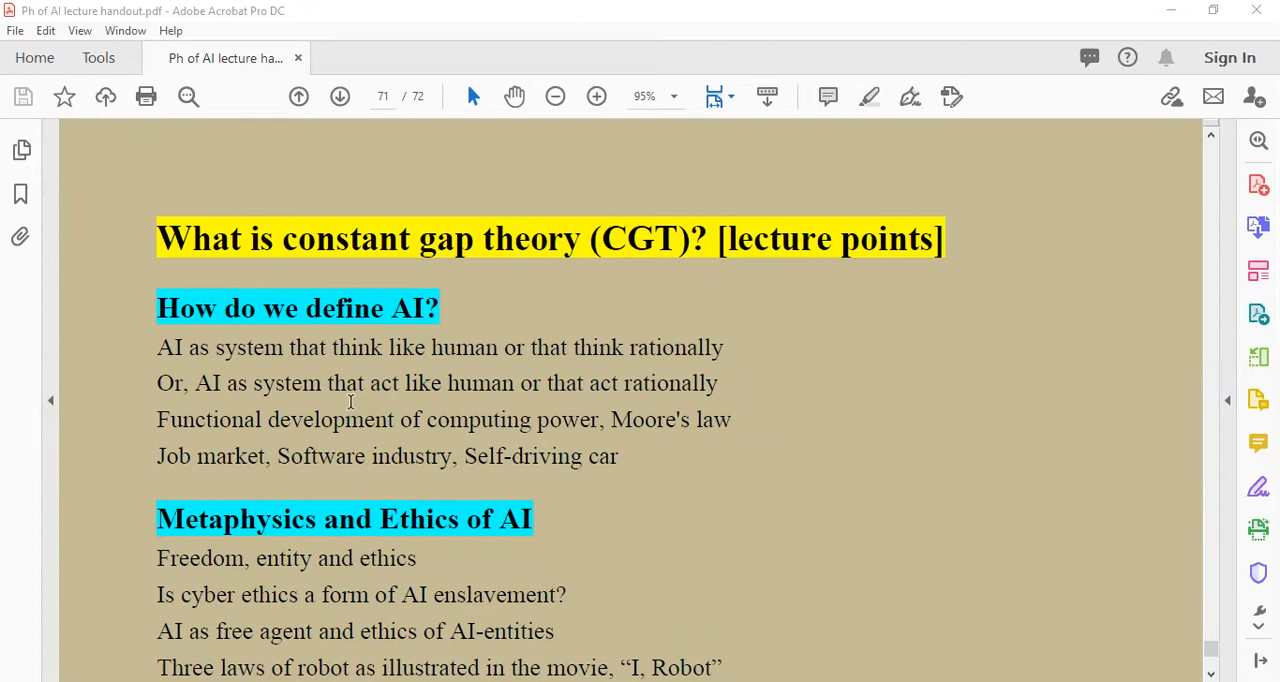 Ph of AI lecture handout.pdf - Adobe Acrobat Pro DC
File Edit View Window Help
Home Tools Ph of AI lecture ha... × Sign In
71 / 72 95%
What is constant gap theory (CGT)? [lecture points]
How do we define AI?
AI as system that think like human or that think rationally
Or, AI as system that act like human or that act rationally
Functional development of computing power, Moore's law
Job market, Software industry, Self-driving car
Metaphysics and Ethics of AI
Freedom, entity and ethics
Is cyber ethics a form of AI enslavement?
AI as free agent and ethics of AI-entities
Three laws of robot as illustrated in the movie, “I, Robot”